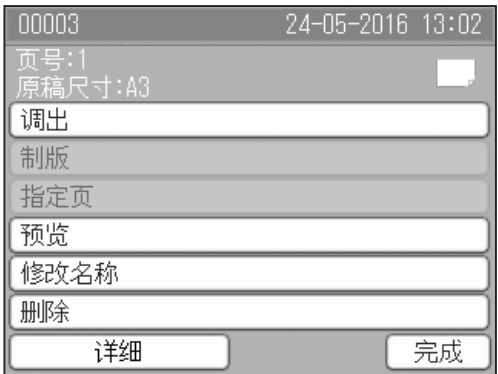 00003 24-05-2016 13:02
页号:1
原稿尺寸:A3
调出
制版
指定页
预览
修改名称
删除
详细 完成